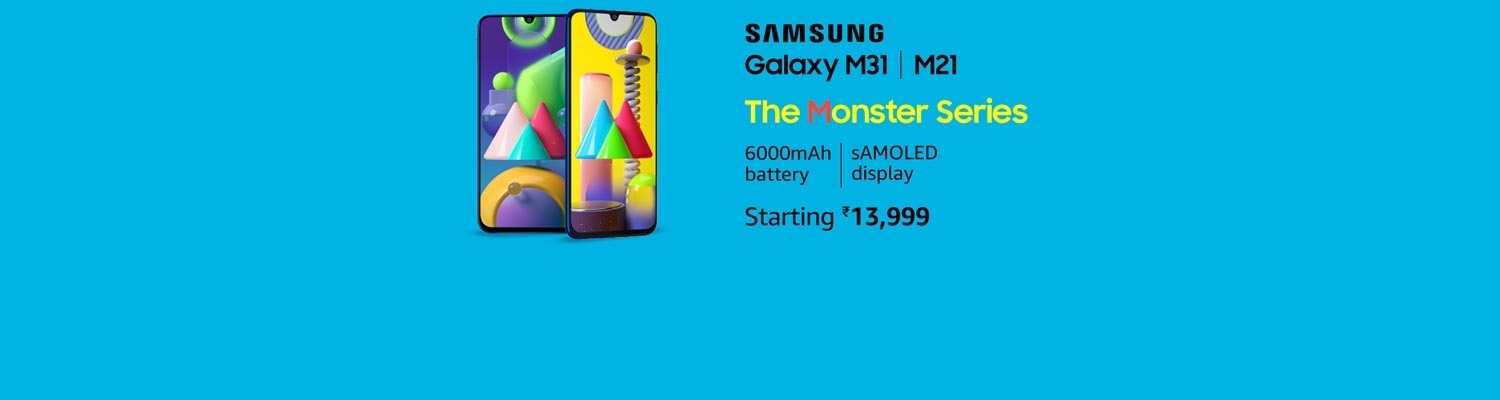 SAMSUNG
Galaxy M31 | M21
The Monster Series
6000mAh battery | sAMOLED display
Starting ₹13,999